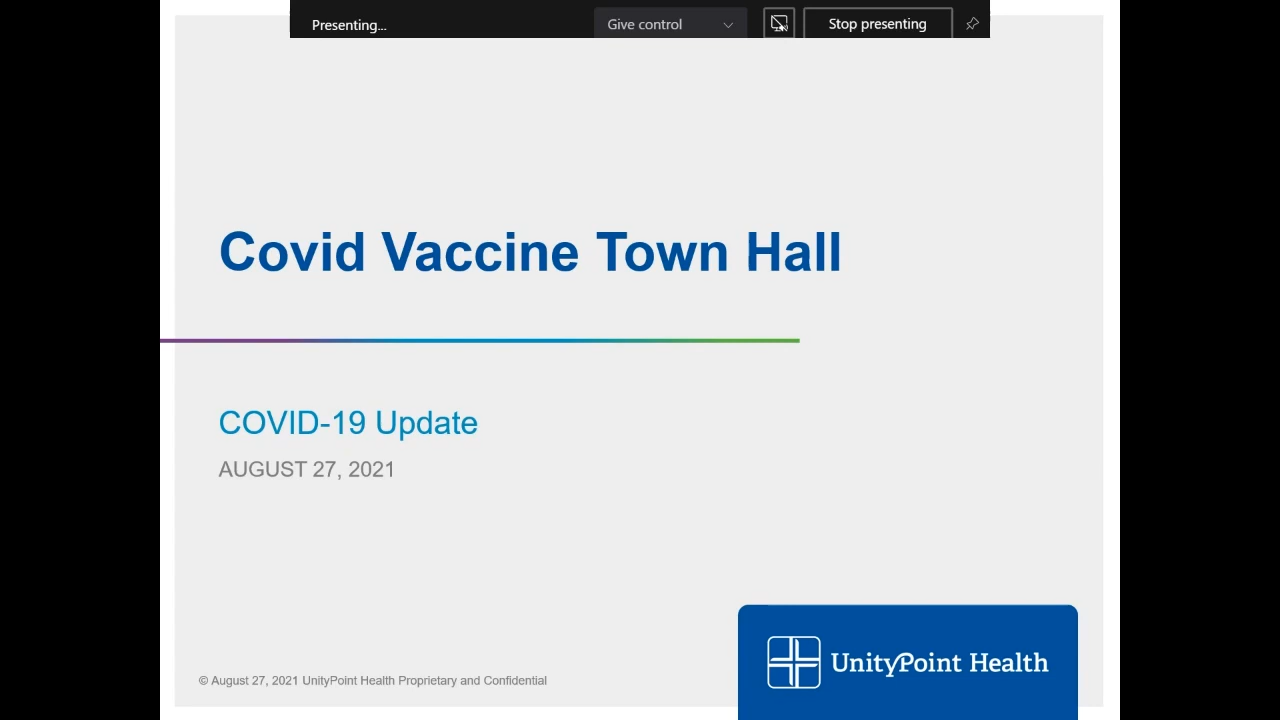 Presenting... Give control Stop presenting
Covid Vaccine Town Hall
COVID-19 Update
AUGUST 27, 2021
UnityPoint Health
© August 27, 2021 UnityPoint Health Proprietary and Confidential